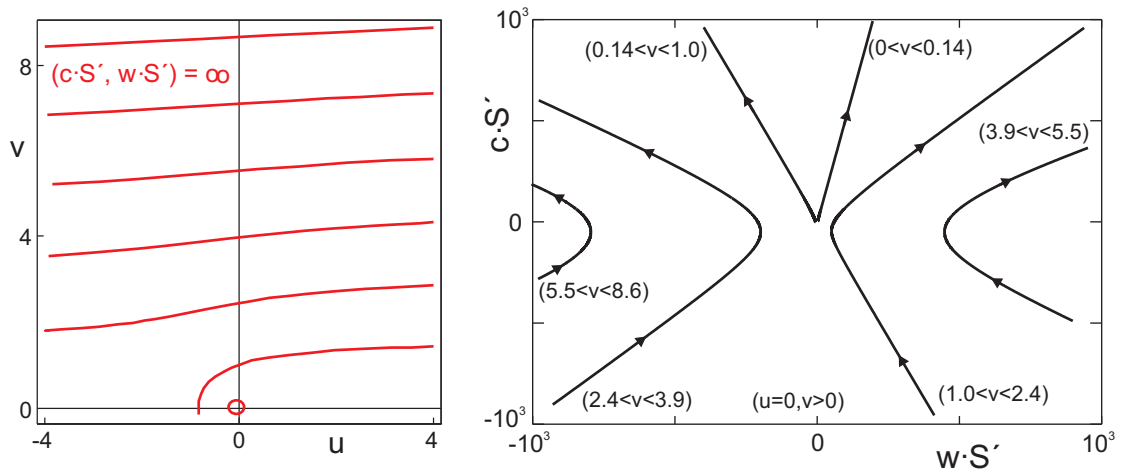 8
(c·S´, w·S´) = ∞
v
4
0
-4
u
0
4
10³
(0.14<v<1.0)
(0<v<0.14)
c·S´
(3.9<v<5.5)
0
(5.5<v<8.6)
(2.4<v<3.9)
(u=0,v>0)
(1.0<v<2.4)
-10³
-10³
0
w·S´
10³